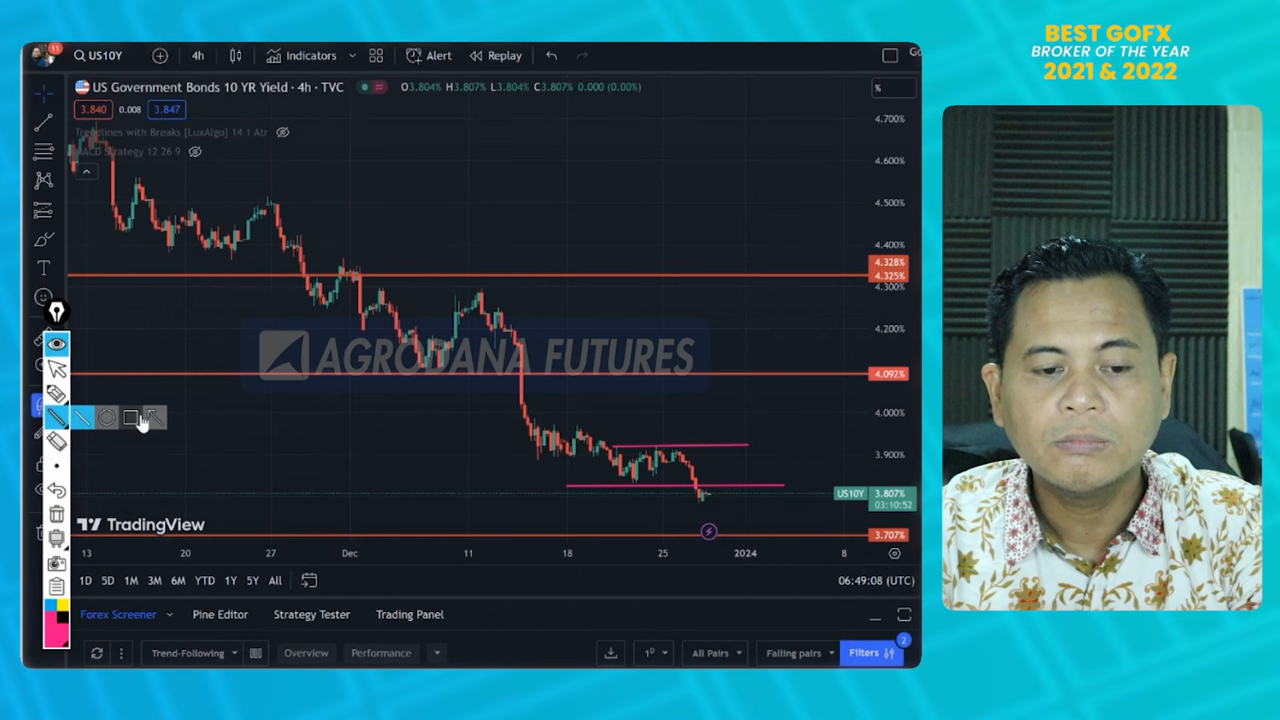 BEST GOFX
BROKER OF THE YEAR
2021 & 2022
11
US10Y
4h
Indicators
Alert
Replay
US Government Bonds 10 YR Yield · 4h · TVC
O3.804% H3.807% L3.804% C3.807% 0.000 (0.00%)
%
3.840
0.008
3.847
Trendlines with Breaks [LuxAlgo] 14 1 Atr
MACD Strategy 12 26 9
4.700%
4.600%
4.500%
4.400%
4.328%
4.325%
4.300%
4.200%
AGRODANA FUTURES
4.092%
4.000%
3.900%
US10Y
3.807%
03:10:52
TradingView
3.707%
13
20
27
Dec
11
18
25
2024
8
1D 5D 1M 3M 6M YTD 1Y 5Y All
06:49:08 (UTC)
Forex Screener
Pine Editor
Strategy Tester
Trading Panel
Trend-Following
Overview
Performance
1D
All Pairs
Falling pairs
Filters
2